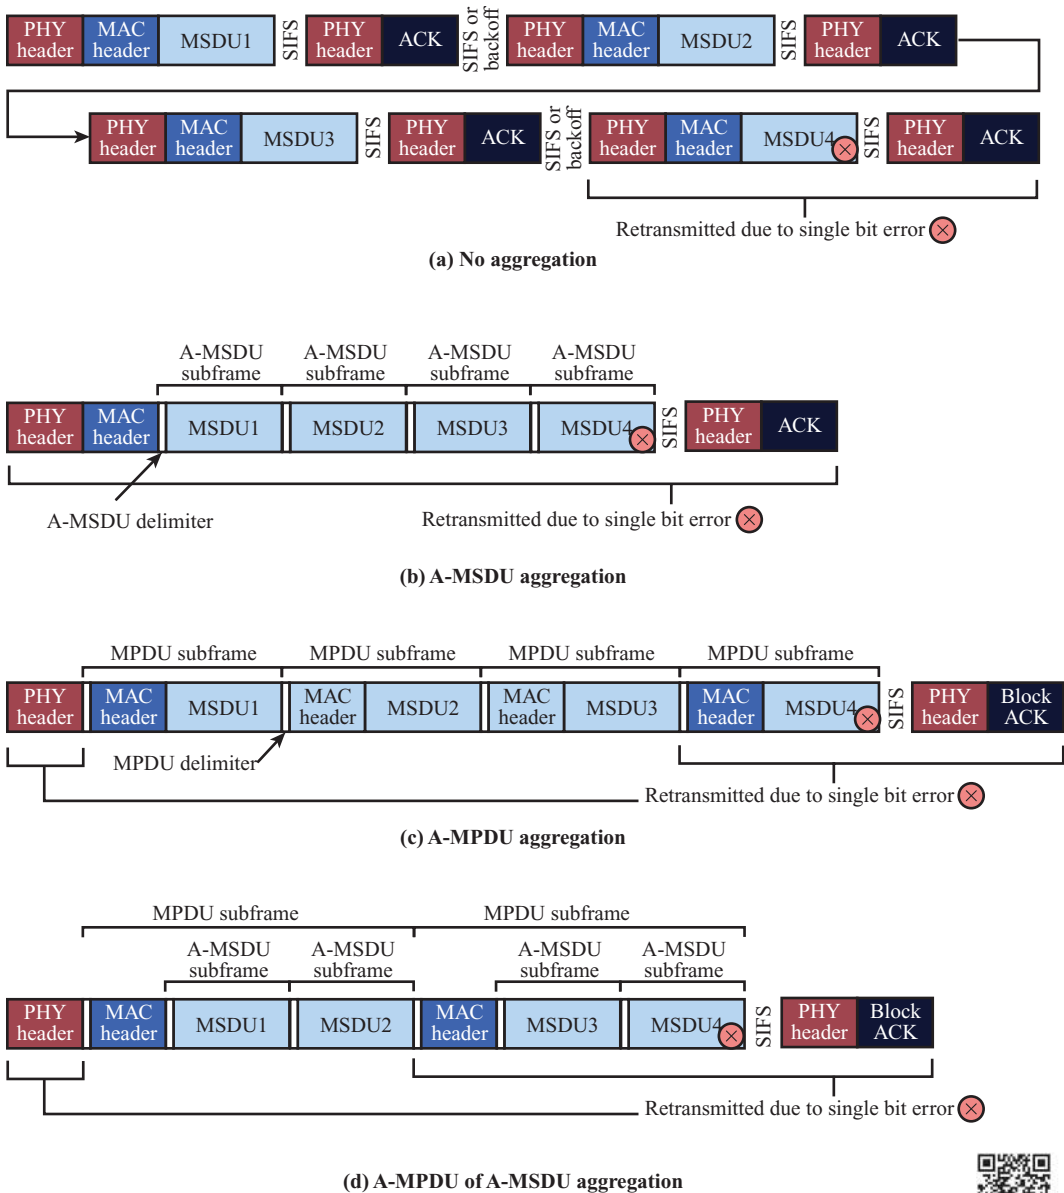 PHY header MAC header MSDU1 SIFS PHY header ACK SIFS or backoff PHY header MAC header MSDU2 SIFS PHY header ACK
PHY header MAC header MSDU3 SIFS PHY header ACK SIFS or backoff PHY header MAC header MSDU4 SIFS PHY header ACK
Retransmitted due to single bit error
(a) No aggregation
A-MSDU subframe A-MSDU subframe A-MSDU subframe A-MSDU subframe
PHY header MAC header MSDU1 MSDU2 MSDU3 MSDU4 SIFS PHY header ACK
A-MSDU delimiter
Retransmitted due to single bit error
(b) A-MSDU aggregation
MPDU subframe MPDU subframe MPDU subframe MPDU subframe
PHY header MAC header MSDU1 MAC header MSDU2 MAC header MSDU3 MAC header MSDU4 SIFS PHY header Block ACK
MPDU delimiter
Retransmitted due to single bit error
(c) A-MPDU aggregation
MPDU subframe MPDU subframe
A-MSDU subframe A-MSDU subframe A-MSDU subframe A-MSDU subframe
PHY header MAC header MSDU1 MSDU2 MAC header MSDU3 MSDU4 SIFS PHY header Block ACK
Retransmitted due to single bit error
(d) A-MPDU of A-MSDU aggregation